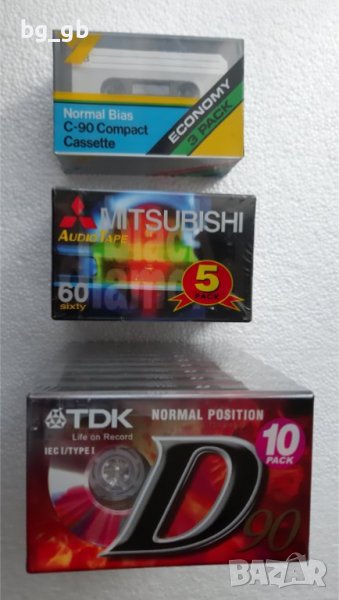 bg_gb
Normal Bias
C-90 Compact
Cassette
ECONOMY
3 PACK
MITSUBISHI
AUDIO TAPE
60
sixty
5
PACK
TDK
Life on Record
IEC I/TYPE I
NORMAL POSITION
10
PACK
D
90
BAZAR